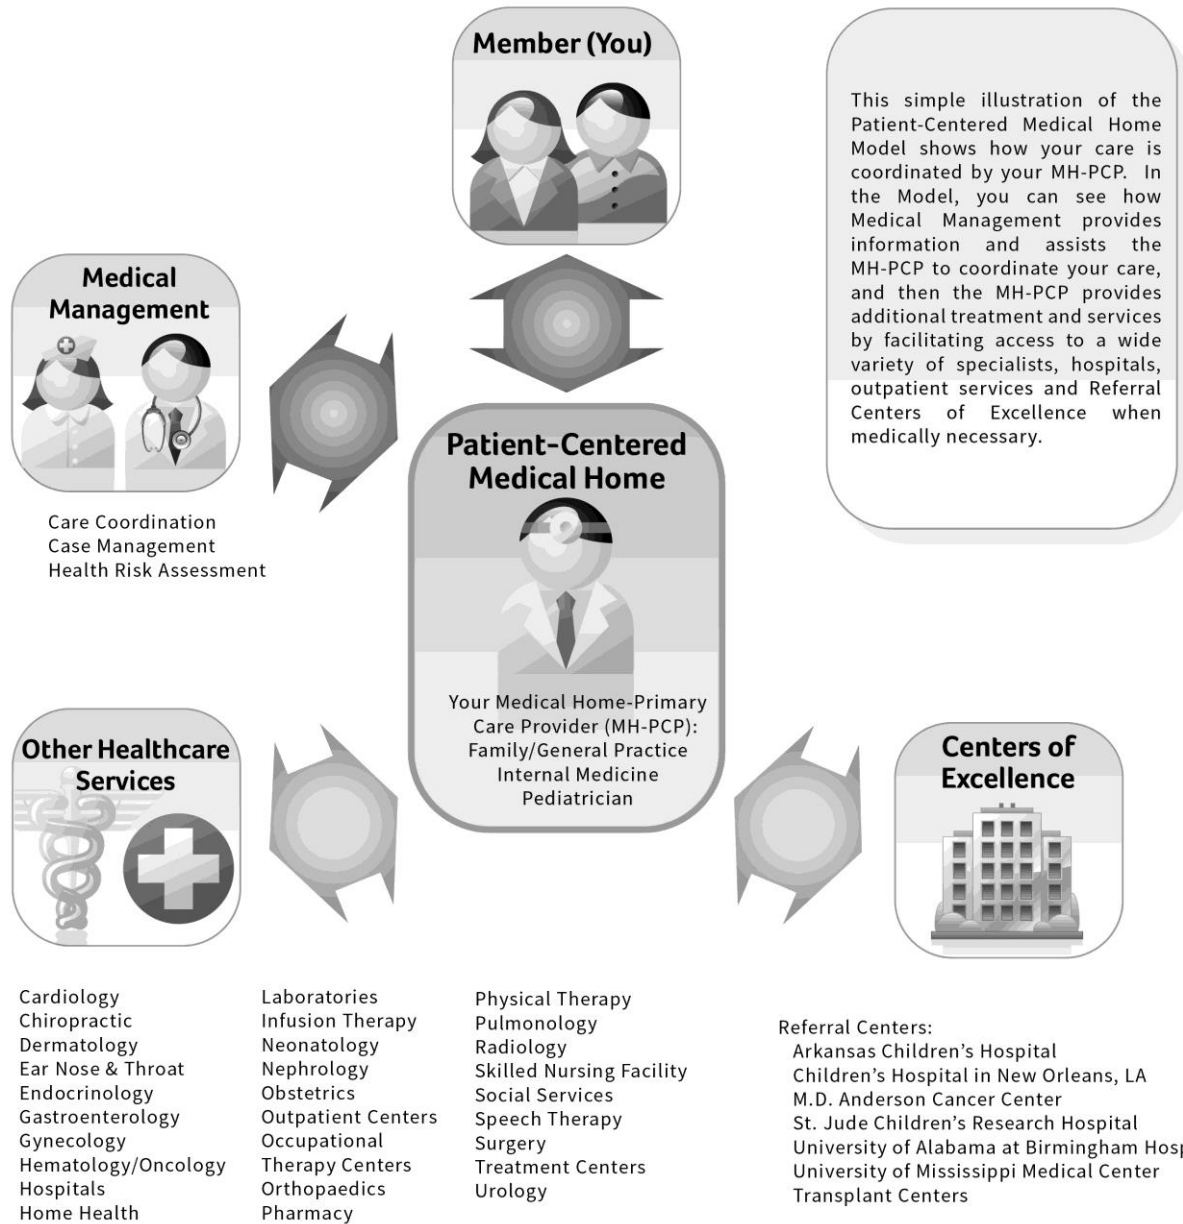 Member (You)
This simple illustration of the
Patient-Centered Medical Home
Model shows how your care is
coordinated by your MH-PCP. In
the Model, you can see how
Medical Management provides
information and assists the
MH-PCP to coordinate your care,
and then the MH-PCP provides
additional treatment and services
by facilitating access to a wide
variety of specialists, hospitals,
outpatient services and Referral
Centers of Excellence when
medically necessary.
Medical
Management
Care Coordination
Case Management
Health Risk Assessment
Patient-Centered
Medical Home
Your Medical Home-Primary
Care Provider (MH-PCP):
Family/General Practice
Internal Medicine
Pediatrician
Other Healthcare
Services
Cardiology
Chiropractic
Dermatology
Ear Nose & Throat
Endocrinology
Gastroenterology
Gynecology
Hematology/Oncology
Hospitals
Home Health
Laboratories
Infusion Therapy
Neonatology
Nephrology
Obstetrics
Outpatient Centers
Occupational
Therapy Centers
Orthopaedics
Pharmacy
Physical Therapy
Pulmonology
Radiology
Skilled Nursing Facility
Social Services
Speech Therapy
Surgery
Treatment Centers
Urology
Centers of
Excellence
Referral Centers:
Arkansas Children's Hospital
Children's Hospital in New Orleans, LA
M.D. Anderson Cancer Center
St. Jude Children's Research Hospital
University of Alabama at Birmingham Hosp
University of Mississippi Medical Center
Transplant Centers